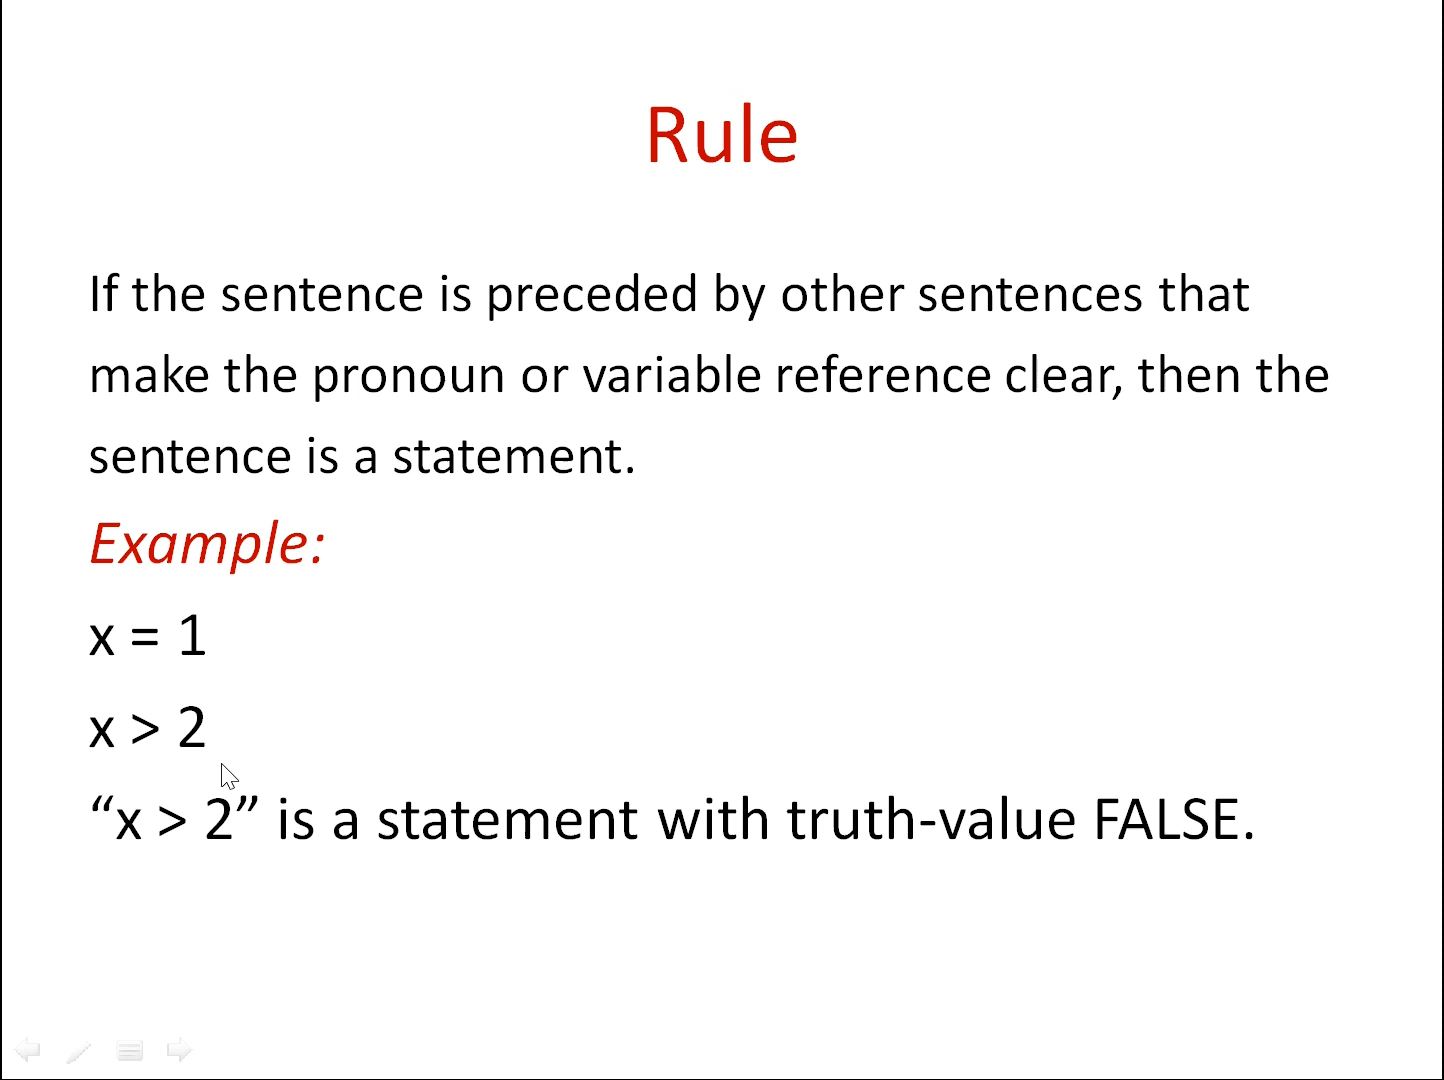 Rule
If the sentence is preceded by other sentences that
make the pronoun or variable reference clear, then the
sentence is a statement.
Example:
x = 1
x > 2
“x > 2” is a statement with truth-value FALSE.